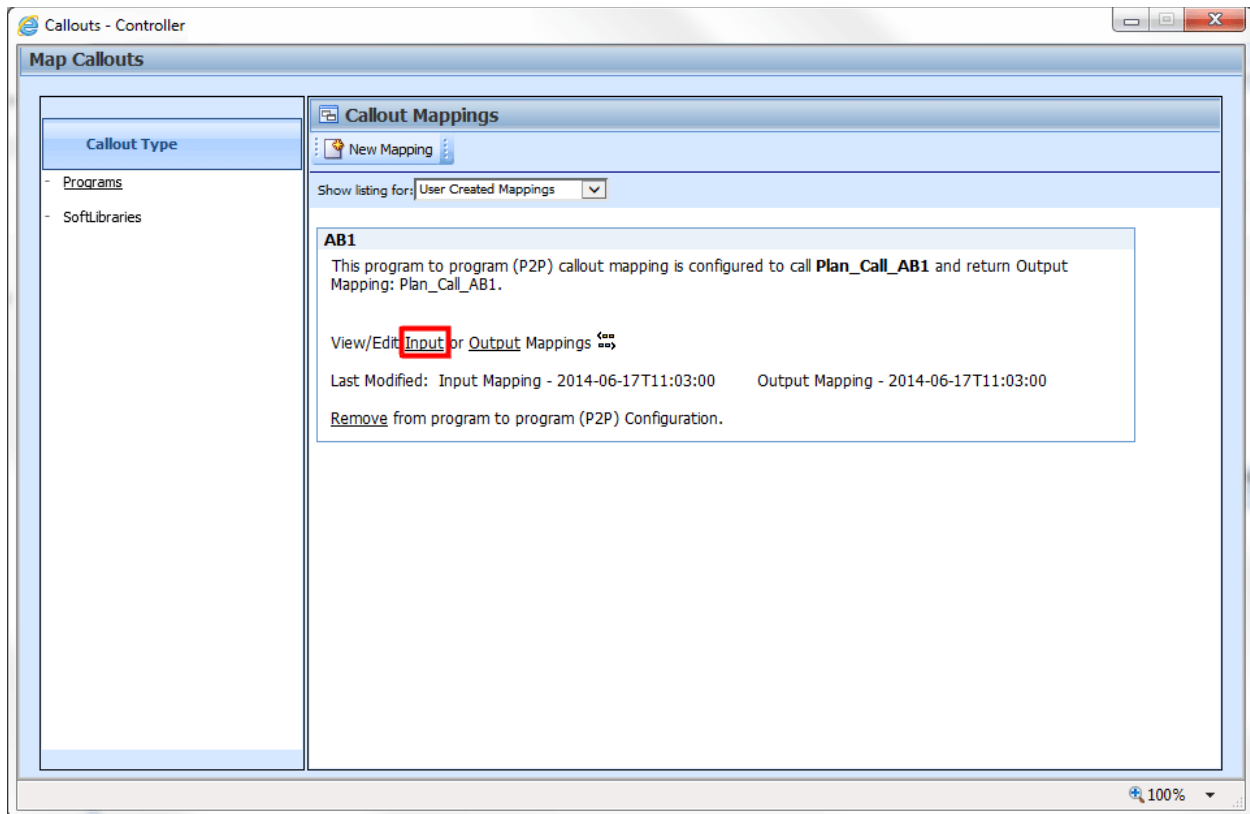 Callouts - Controller
Map Callouts
Callout Type
- Programs
- SoftLibraries
Callout Mappings
New Mapping
Show listing for: User Created Mappings
AB1
This program to program (P2P) callout mapping is configured to call Plan_Call_AB1 and return Output
Mapping: Plan_Call_AB1.
View/Edit Input or Output Mappings
Last Modified: Input Mapping - 2014-06-17T11:03:00 Output Mapping - 2014-06-17T11:03:00
Remove from program to program (P2P) Configuration.
100%